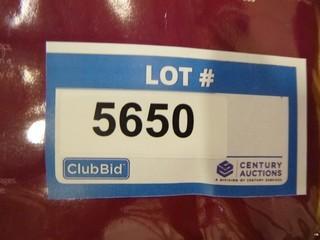 LOT #
5650
ClubBid
CENTURY
AUCTIONS
A DIVISION OF CENTURY SERVICES